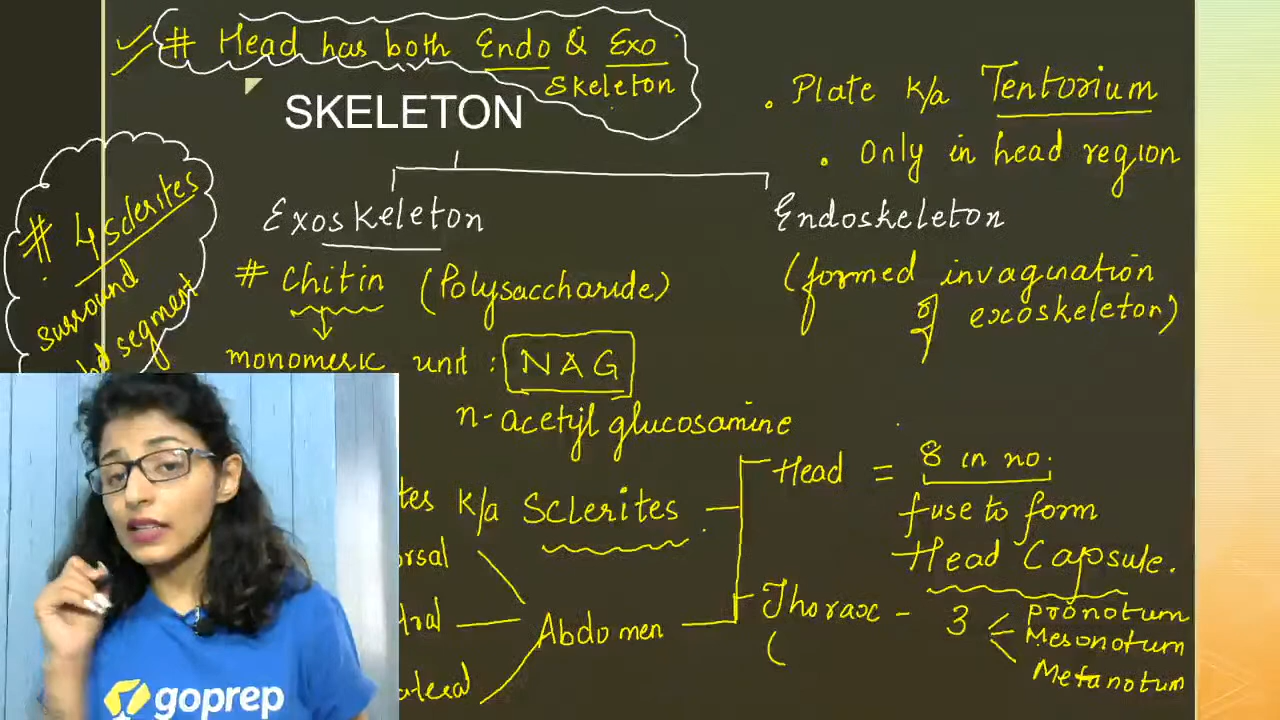 # Head has both Endo & Exo
Skeleton
SKELETON
. Plate k/a Tentorium
. Only in head region
# 4 sclerites
surround
segment
Exoskeleton
Endoskeleton
# Chitin (Polysaccharide)
(formed invagination
of excoskeleton)
monomeric unit : NAG
n-acetyl glucosamine
k/a Sclerites
Head = 8 in no.
fuse to form
Head Capsule.
Abdomen
Thorax - 3
Pronotum
Mesonotum
Metanotum
(
goprep